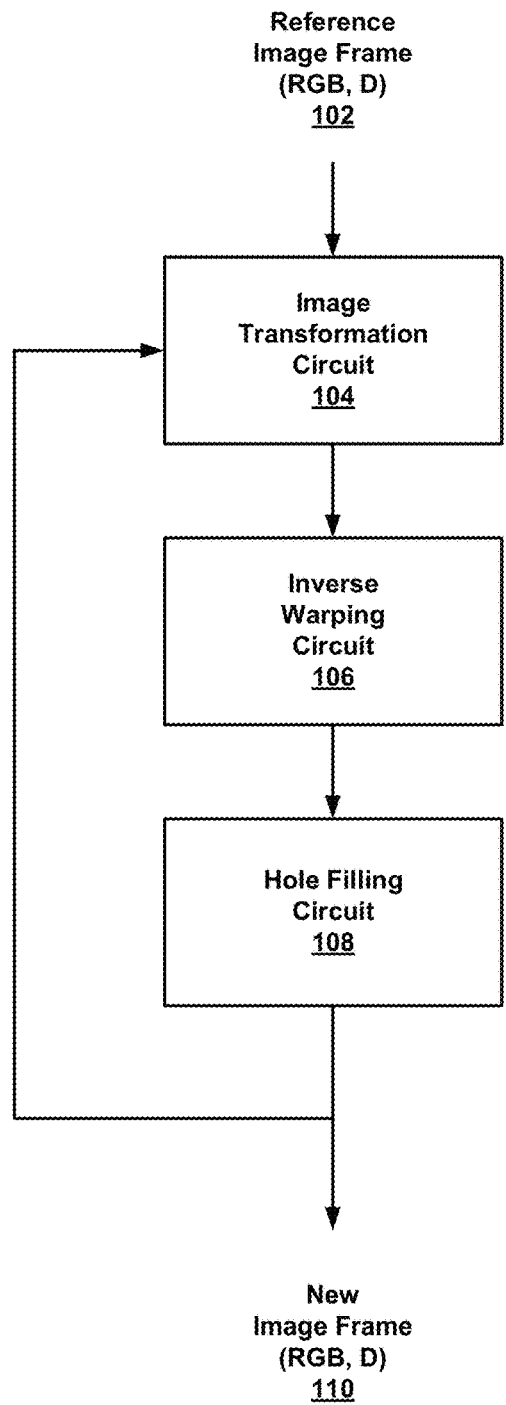 Reference
Image Frame
(RGB, D)
102
Image
Transformation
Circuit
104
Inverse
Warping
Circuit
106
Hole Filling
Circuit
108
New
Image Frame
(RGB, D)
110